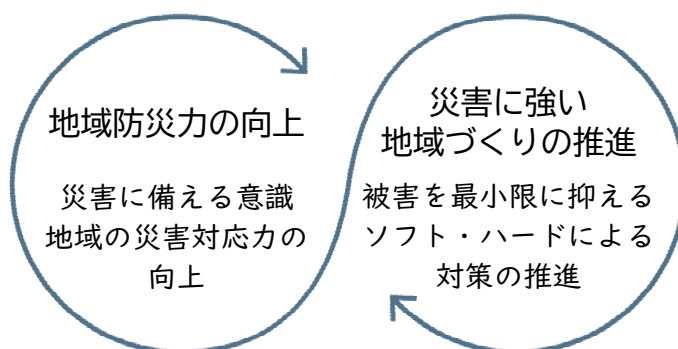 地域防災力の向上
災害に備える意識
地域の災害対応力の
向上
災害に強い
地域づくりの推進
被害を最小限に抑える
ソフト・ハードによる
対策の推進